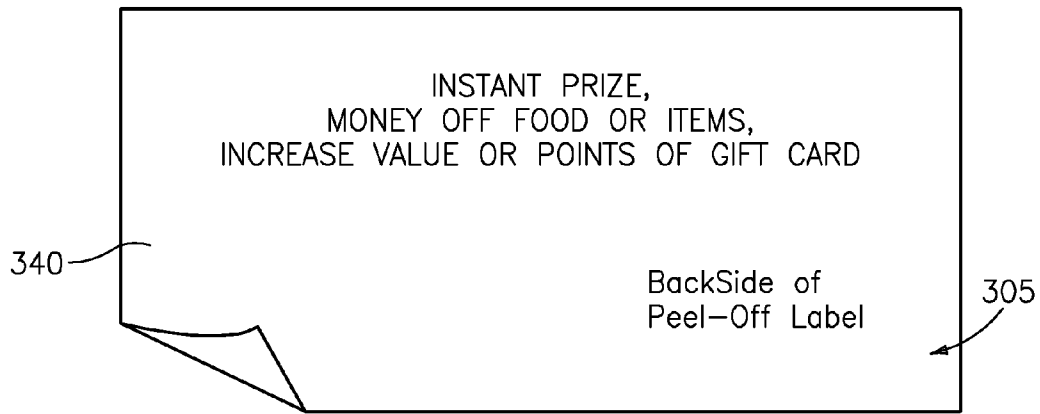 INSTANT PRIZE,
MONEY OFF FOOD OR ITEMS,
INCREASE VALUE OR POINTS OF GIFT CARD
340
BackSide of
Peel-Off Label
305